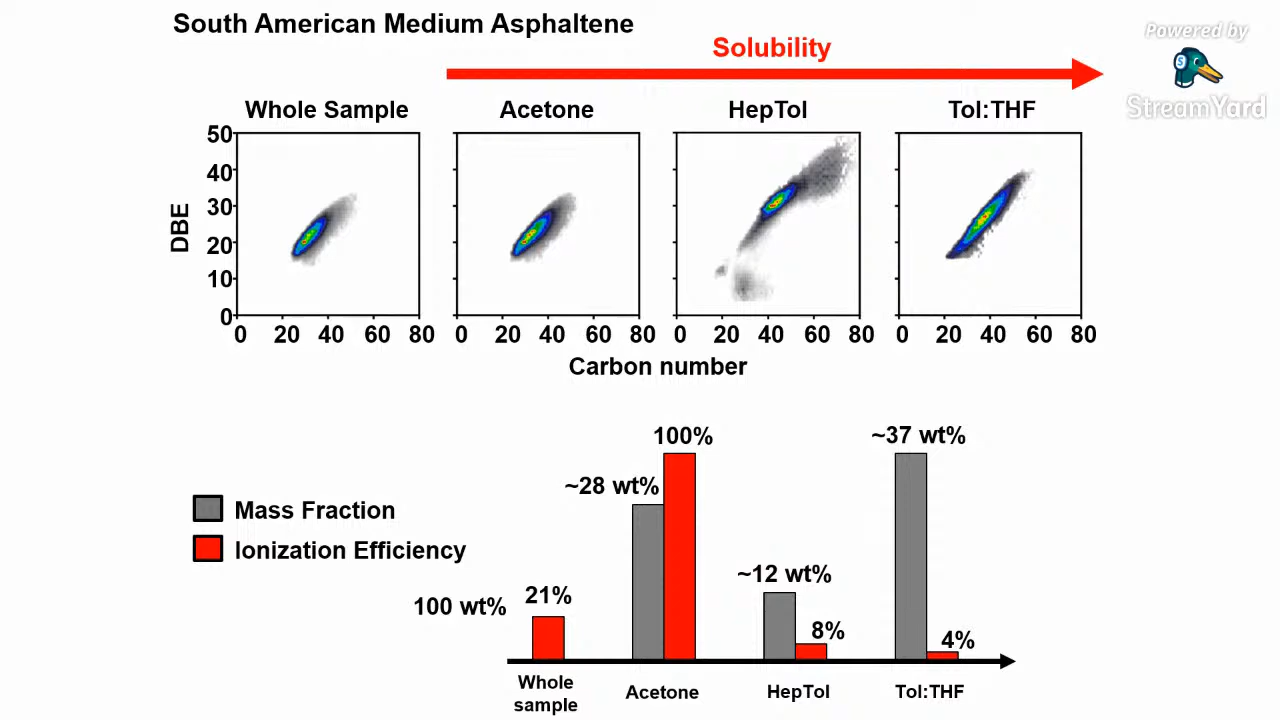 South American Medium Asphaltene
Powered by
StreamYard
Solubility
Whole Sample
Acetone
HepTol
Tol:THF
50
40
30
20
10
0
DBE
0 20 40 60 80
0 20 40 60 80
0 20 40 60 80
0 20 40 60 80
Carbon number
Mass Fraction
Ionization Efficiency
100 wt%
21%
~28 wt%
100%
~12 wt%
8%
~37 wt%
4%
Whole
sample
Acetone
HepTol
Tol:THF